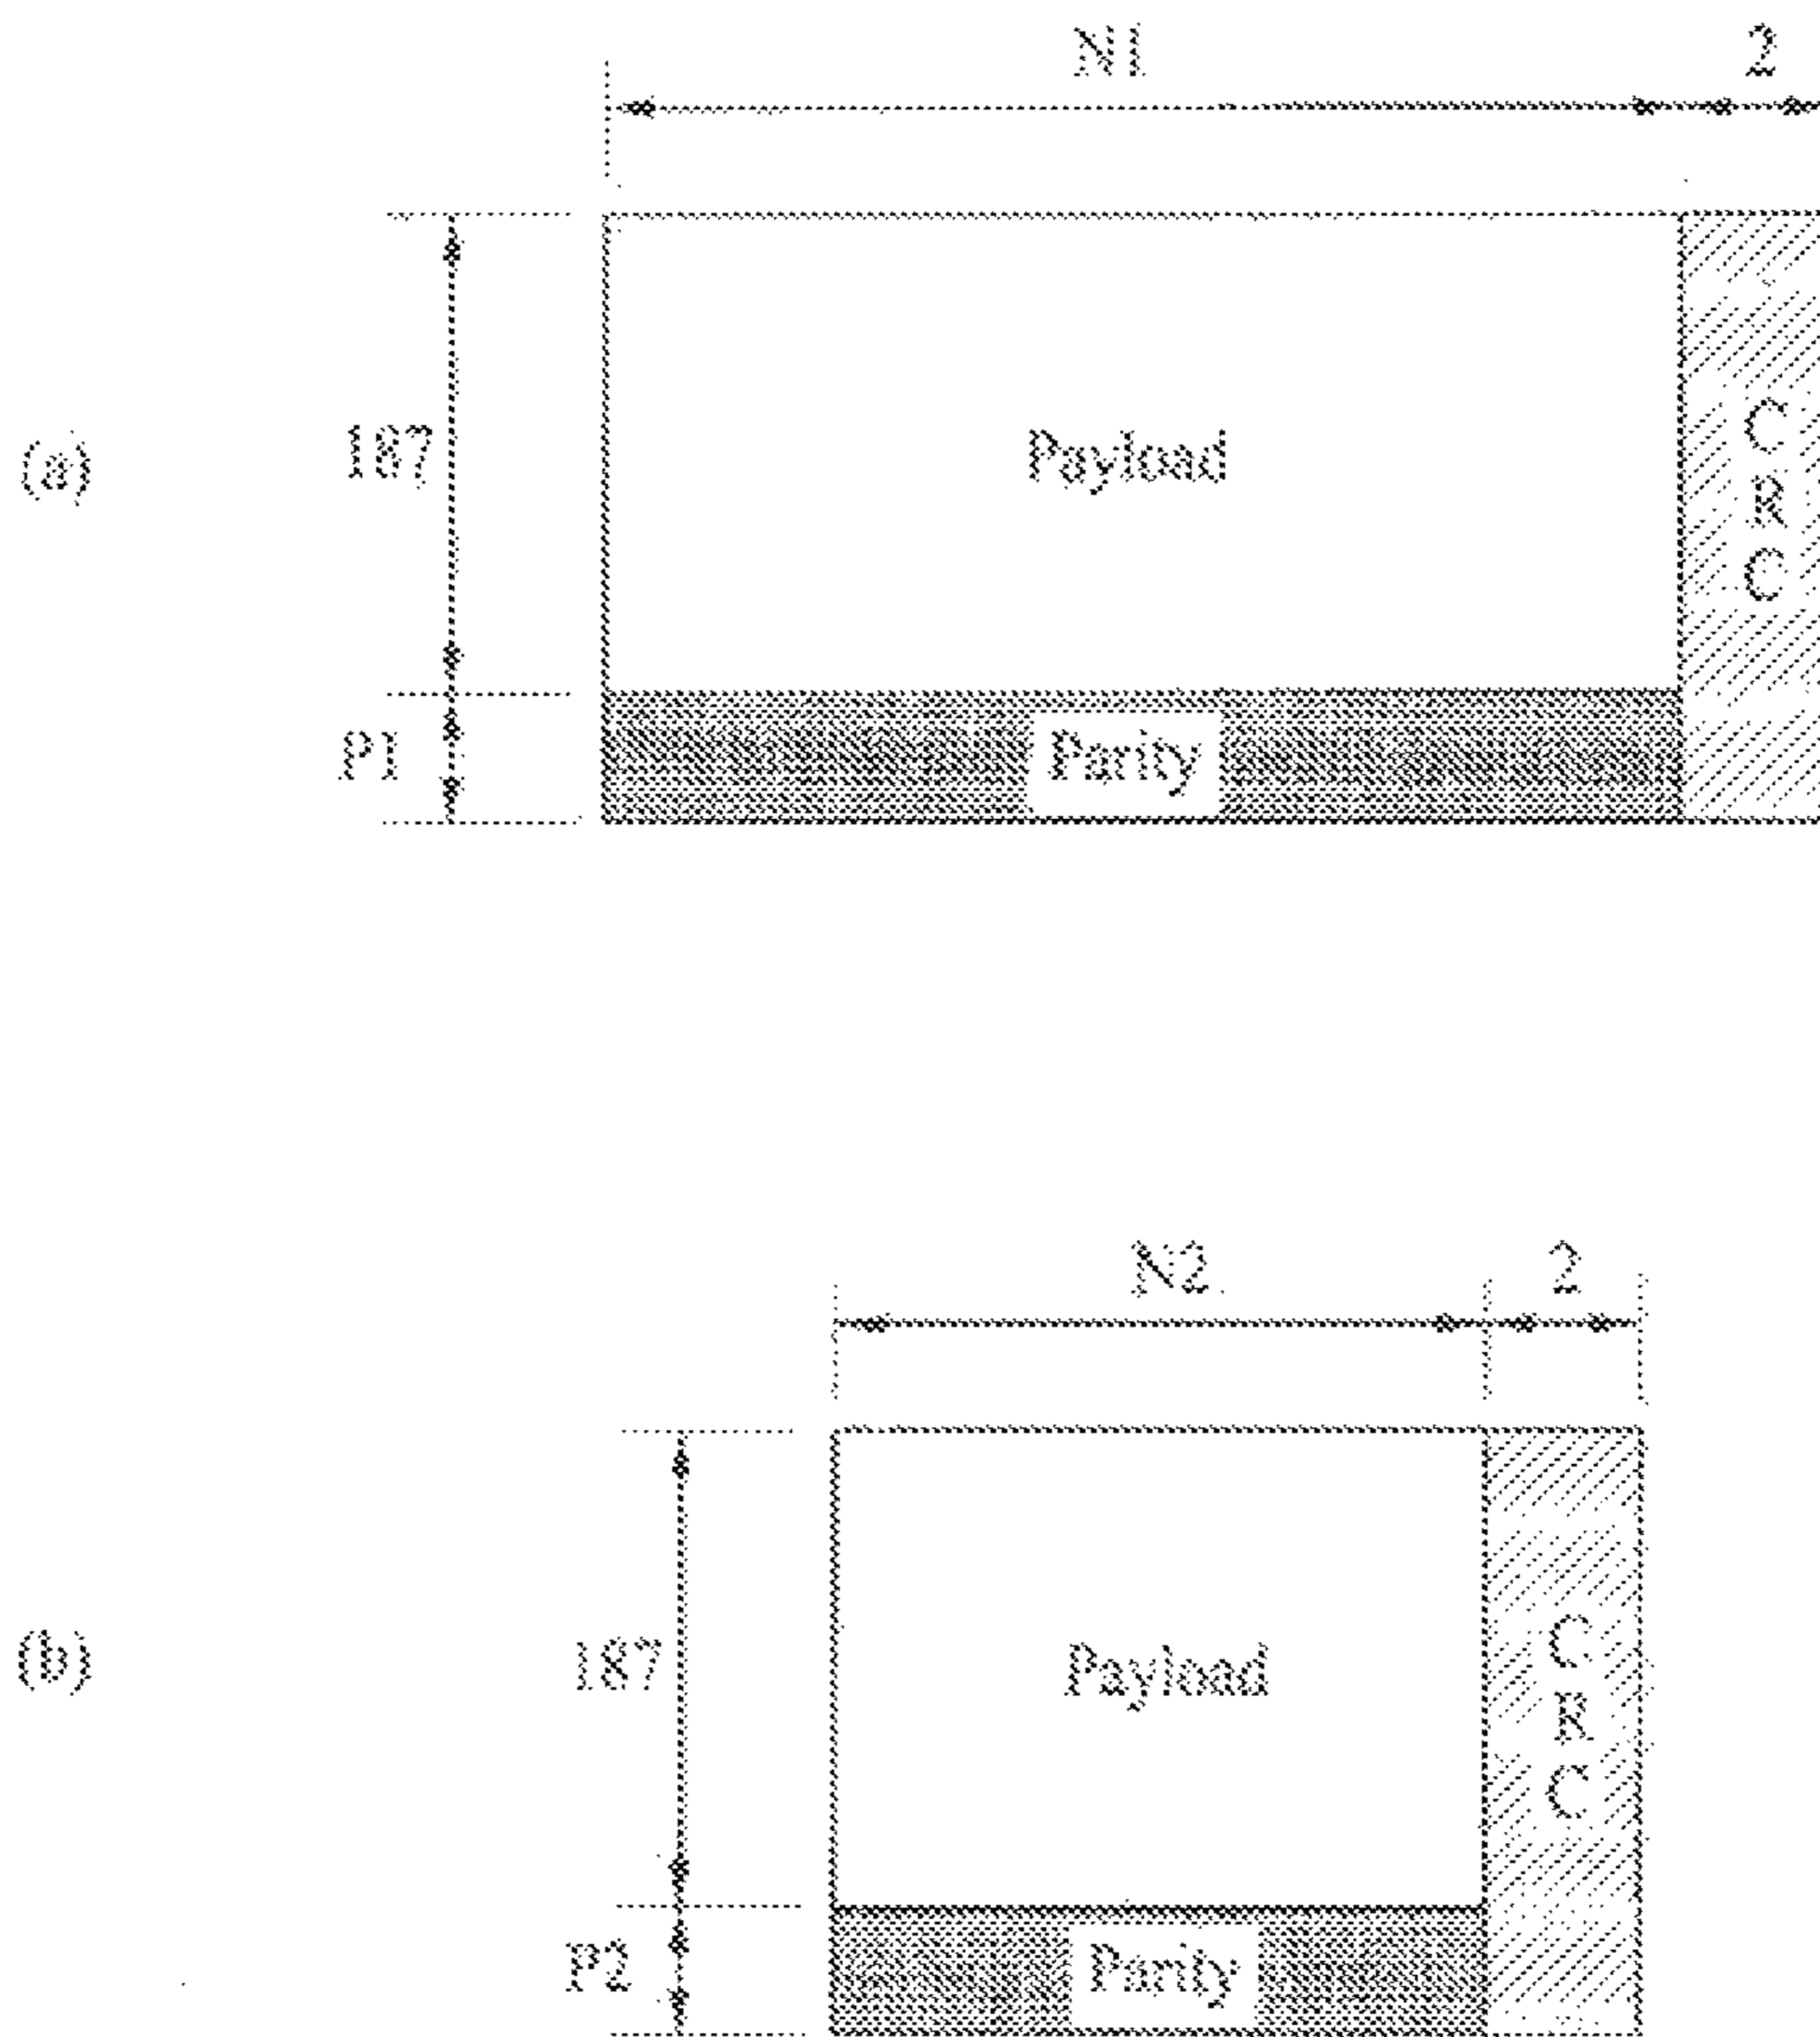 N1 2
(a) 187 Payload
C
R
C
P1 Parity
N2 2
(b) 187 Payload
C
R
C
P2 Parity